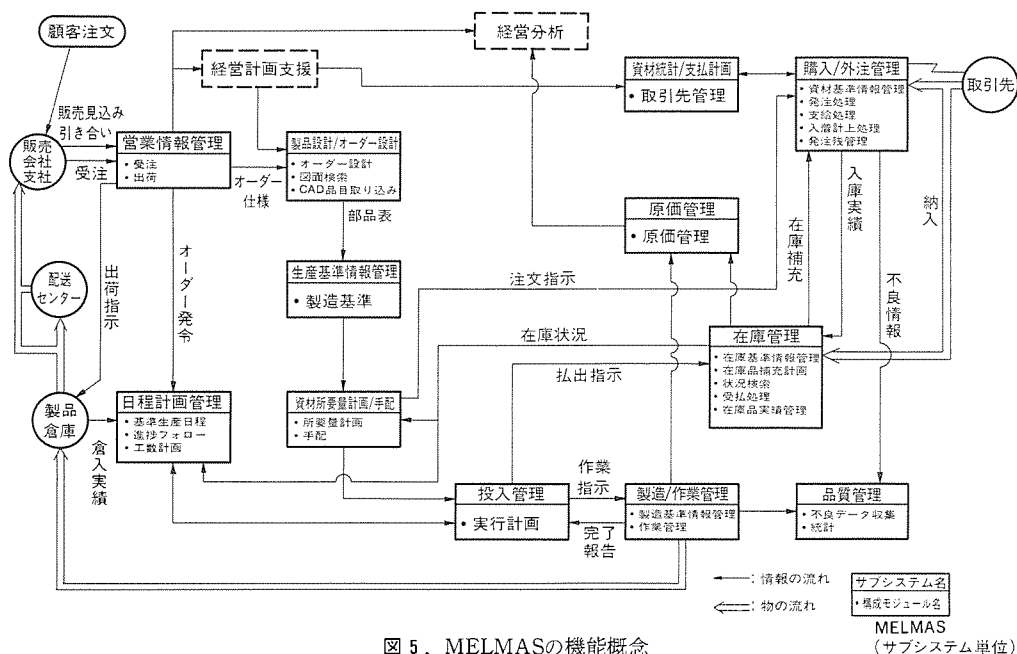 顧客注文
経営分析
経営計画支援
資材統計/支払計画
・取引先管理
購入/外注管理
・資材基準情報管理
・発注処理
・支給処理
・入着計上処理
・発注残管理
取引先
販売見込み
引き合い
販売
会社
支社
受注
営業情報管理
・受注
・出荷
オーダー
仕様
製品設計/オーダー設計
・オーダー設計
・図面検索
・CAD品目取り込み
部品表
原価管理
・原価管理
在庫補充
入庫実績
納入
不良情報
オーダー発令
出荷指示
配送
センター
生産基準情報管理
・製造基準
注文指示
在庫状況
払出指示
在庫管理
・在庫基準情報管理
・在庫品補充計画
・状況検索
・受払処理
・在庫品実績管理
製品
倉庫
倉入実績
日程計画管理
・基準生産日程
・進捗フォロー
・工数計画
資材所要量計画/手配
・所要量計画
・手配
投入管理
・実行計画
作業
指示
完了
報告
製造/作業管理
・製造基準情報管理
・作業管理
品質管理
・不良データ収集
・統計
:情報の流れ
:物の流れ
サブシステム名
・構成モジュール名
MELMAS
(サブシステム単位)
図5. MELMASの機能概念